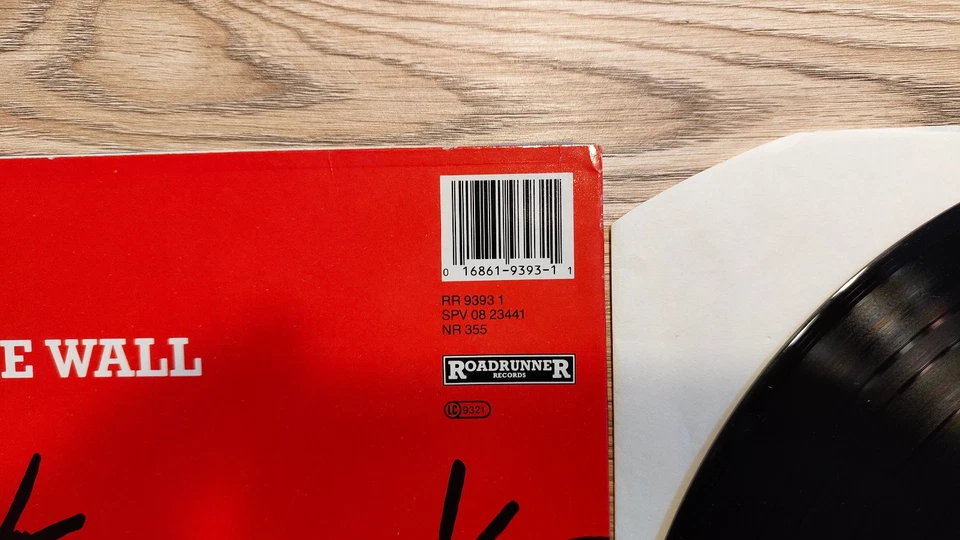 0 16861-9393-1 1
RR 9393 1
SPV 08 23441
NR 355
E WALL
ROADRUNNER
RECORDS
LC 9321